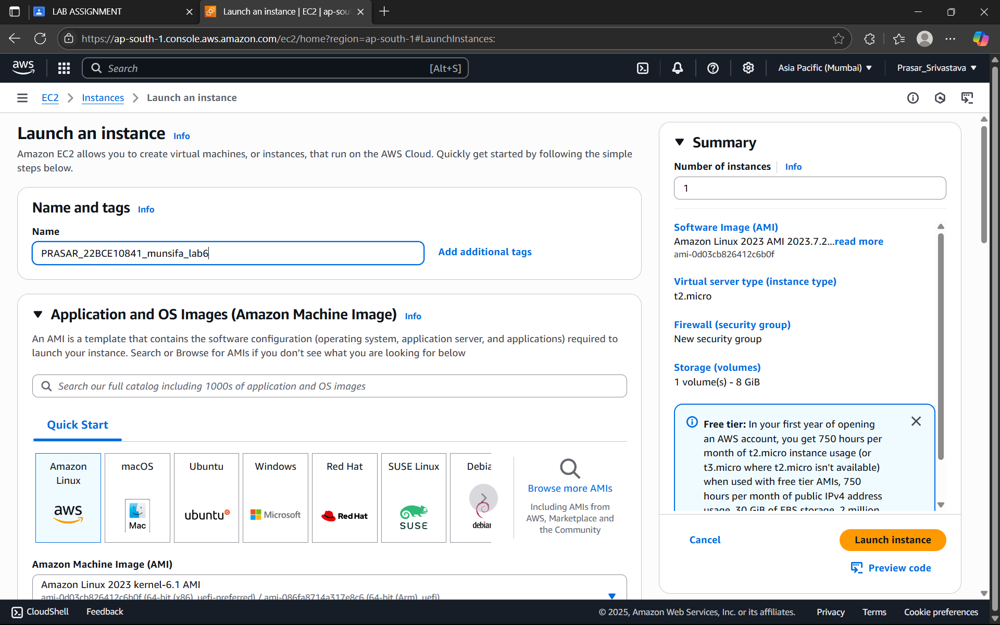 LAB ASSIGNMENT
Launch an instance | EC2 | ap-sou
https://ap-south-1.console.aws.amazon.com/ec2/home?region=ap-south-1#LaunchInstances:
aws
Search
[Alt+S]
Asia Pacific (Mumbai)
Prasar_Srivastava
EC2
Instances
Launch an instance
Launch an instance Info
Amazon EC2 allows you to create virtual machines, or instances, that run on the AWS Cloud. Quickly get started by following the simple
steps below.
Name and tags Info
Name
PRASAR_22BCE10841_munsifa_lab6
Add additional tags
Application and OS Images (Amazon Machine Image) Info
An AMI is a template that contains the software configuration (operating system, application server, and applications) required to
launch your instance. Search or Browse for AMIs if you don’t see what you are looking for below
Search our full catalog including 1000s of application and OS images
Quick Start
Amazon
Linux
aws
macOS
Mac
Ubuntu
ubuntu
Windows
Microsoft
Red Hat
Red Hat
SUSE Linux
SUSE
Debia
debian
Browse more AMIs
Including AMIs from
AWS, Marketplace and
the Community
Amazon Machine Image (AMI)
Amazon Linux 2023 kernel-6.1 AMI
ami-0d03cb826412c6b0f (64-bit (x86), uefi-preferred) / ami-086fa8714a317e8c6 (64-bit (Arm), uefi)
Summary
Number of instances
Info
1
Software Image (AMI)
Amazon Linux 2023 AMI 2023.7.2...read more
ami-0d03cb826412c6b0f
Virtual server type (instance type)
t2.micro
Firewall (security group)
New security group
Storage (volumes)
1 volume(s) - 8 GiB
Free tier: In your first year of opening
an AWS account, you get 750 hours per
month of t2.micro instance usage (or
t3.micro where t2.micro isn't available)
when used with free tier AMIs, 750
hours per month of public IPv4 address
usage, 30 GiB of EBS storage, 2 million
Cancel
Launch instance
Preview code
CloudShell
Feedback
© 2025, Amazon Web Services, Inc. or its affiliates.
Privacy
Terms
Cookie preferences